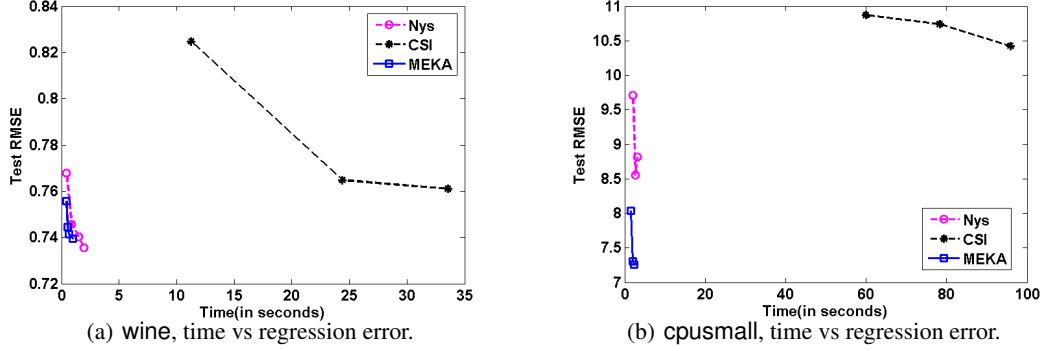 0.84
0.82
0.8
0.78
0.76
0.74
0.72
Test RMSE
0 5 10 15 20 25 30 35
Time(in seconds)
Nys
CSI
MEKA
(a) wine, time vs regression error.
11
10.5
10
9.5
9
8.5
8
7.5
7
Test RMSE
0 20 40 60 80 100
Time(in seconds)
Nys
CSI
MEKA
(b) cpusmall, time vs regression error.